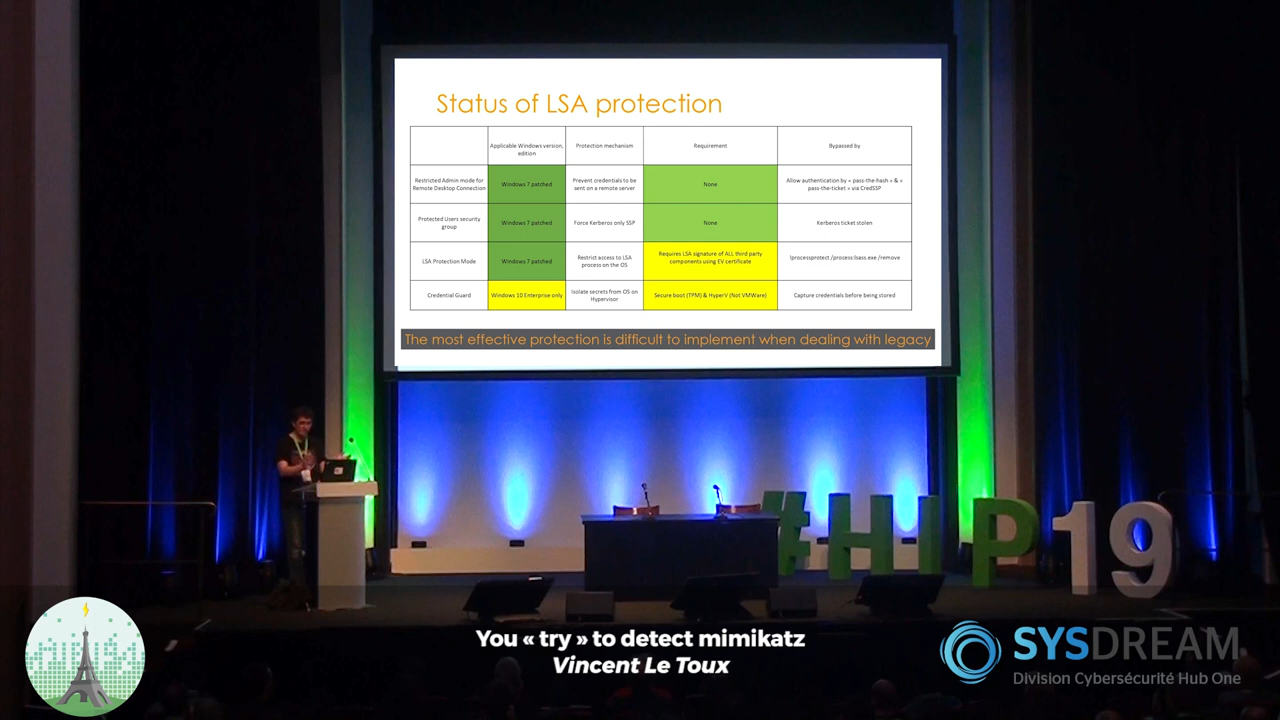 Status of LSA protection
Applicable Windows version,
edition
Protection mechanism
Requirement
Bypassed by
Restricted Admin mode for
Remote Desktop Connection
Windows 7 patched
Prevent credentials to be
sent on a remote server
None
Allow authentication by « pass-the-hash » & «
pass-the-ticket » via CredSSP
Protected Users security
group
Windows 7 patched
Force Kerberos only SSP
None
Kerberos ticket stolen
LSA Protection Mode
Windows 7 patched
Restrict access to LSA
process on the OS
Requires LSA signature of ALL third party
components using EV certificate
!processprotect /process:lsass.exe /remove
Credential Guard
Windows 10 Enterprise only
Isolate secrets from OS on
Hypervisor
Secure boot (TPM) & HyperV (Not VMWare)
Capture credentials before being stored
The most effective protection is difficult to implement when dealing with legacy
#HIP19
You « try » to detect mimikatz
Vincent Le Toux
SYSDREAM
Division Cybersécurité Hub One